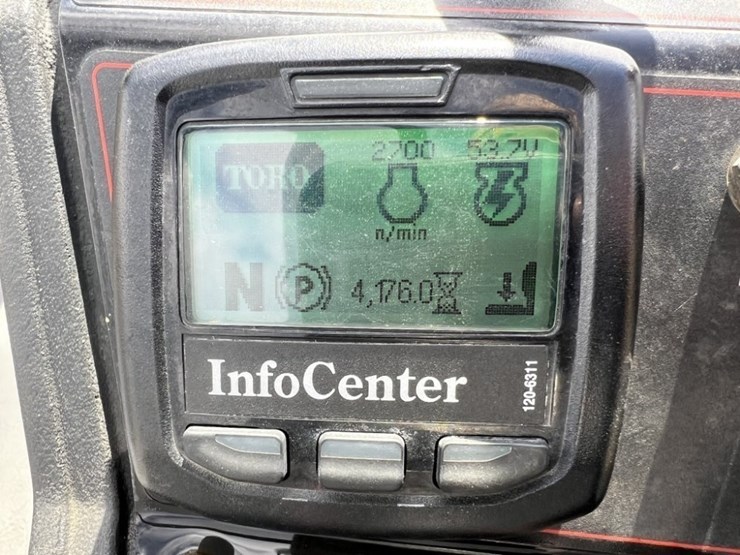 TORO
2700
53.7V
n/min
N (P) 4,176.0
InfoCenter
120-6311